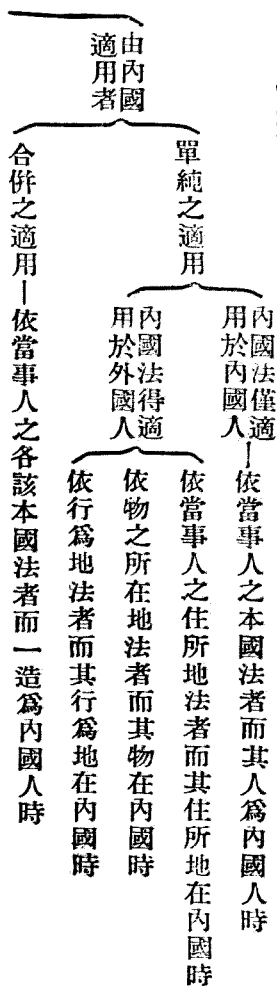 由內國
適用者
單純之適用
內國法僅適
用於內國人—依當事人之本國法者而其人爲內國人時
內國法得適
用於外國人
依當事人之住所地法者而其住所地在內國時
依物之所在地法者而其物在內國時
依行爲地法者而其行爲地在內國時
合併之適用—依當事人之各該本國法者而一造爲內國人時